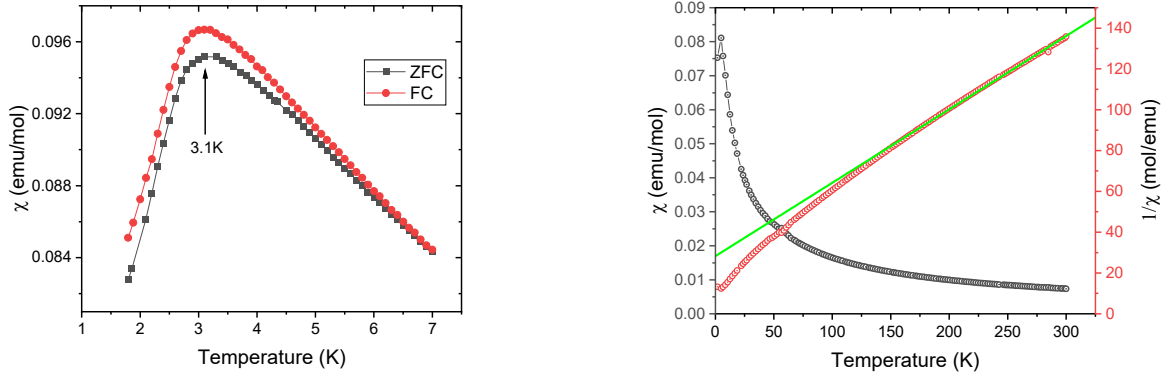 0.096
0.092
0.088
0.084
χ (emu/mol)
ZFC
FC
3.1K
1 2 3 4 5 6 7
Temperature (K)
0.09
0.08
0.07
0.06
0.05
0.04
0.03
0.02
0.01
0.00
χ (emu/mol)
0 50 100 150 200 250 300
Temperature (K)
140
120
100
80
60
40
20
0
1/χ (mol/emu)